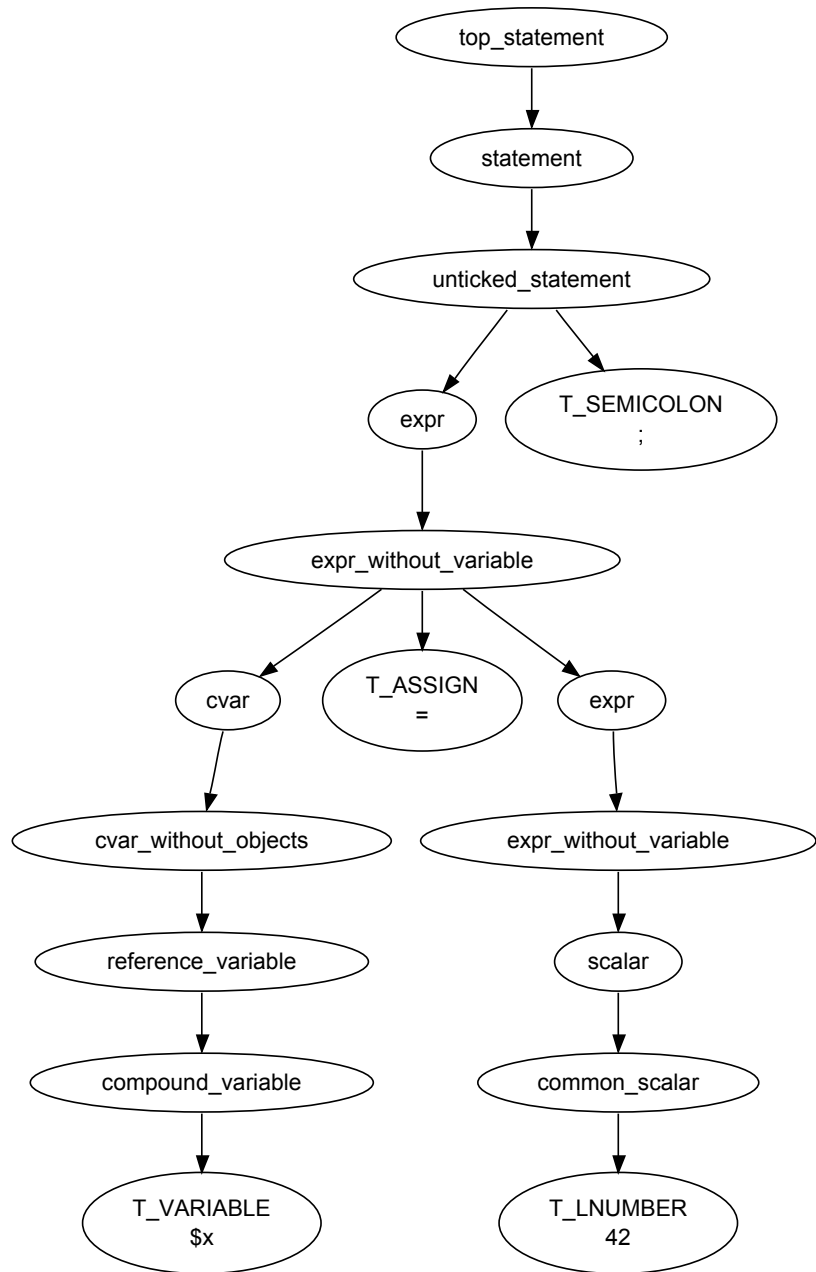 top_statement
statement
unticked_statement
expr
T_SEMICOLON
;
expr_without_variable
cvar
T_ASSIGN
=
expr
cvar_without_objects
expr_without_variable
reference_variable
scalar
compound_variable
common_scalar
T_VARIABLE
$x
T_LNUMBER
42